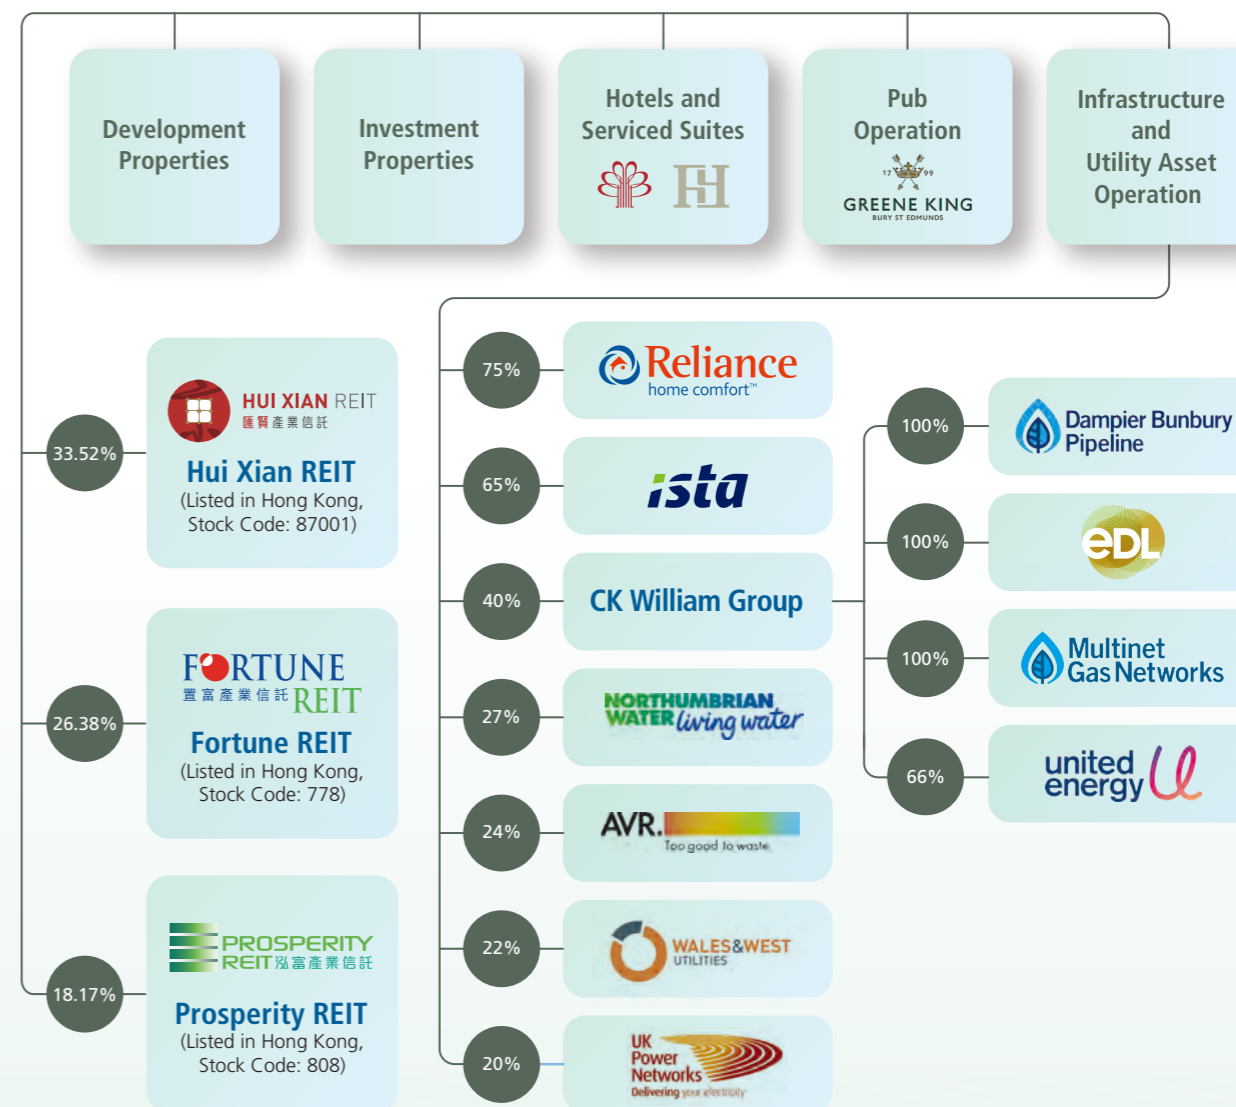 Development
Properties
Investment
Properties
Hotels and
Serviced Suites
Pub
Operation
17 99
GREENE KING
BURY ST EDMUNDS
Infrastructure
and
Utility Asset
Operation
33.52%
HUI XIAN REIT
匯賢產業信託
Hui Xian REIT
(Listed in Hong Kong,
Stock Code: 87001)
26.38%
FORTUNE
置富產業信託 REIT
Fortune REIT
(Listed in Hong Kong,
Stock Code: 778)
18.17%
PROSPERITY
REIT 泓富產業信託
Prosperity REIT
(Listed in Hong Kong,
Stock Code: 808)
75%
Reliance
home comfort™
65%
ista
40%
CK William Group
27%
NORTHUMBRIAN
WATER living water
24%
AVR.
Too good to waste
22%
WALES&WEST
UTILITIES
20%
UK
Power
Networks
Delivering your electricity
100%
Dampier Bunbury
Pipeline
100%
eDL
100%
Multinet
Gas Networks
66%
united
energy